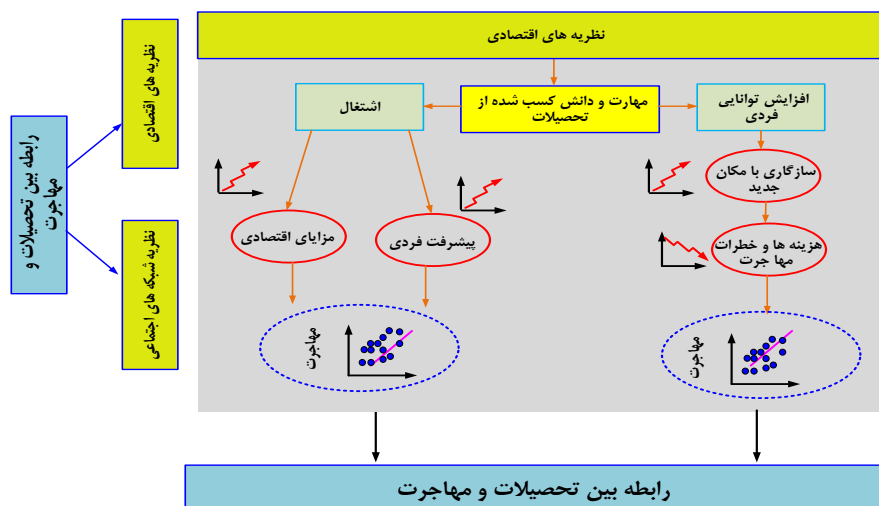 نظریه های اقتصادی
نظریه های اقتصادی
افزایش توانایی
فردی
مهارت و دانش کسب شده از
تحصیلات
اشتغال
رابطه بین تحصیلات و
مهاجرت
سازگاری با مکان
جدید
پیشرفت فردی
مزایای اقتصادی
هزینه ها و خطرات
مها جرت
نظریه شبکه های اجتماعی
مهاجرت
مهاجرت
رابطه بین تحصیلات و مهاجرت